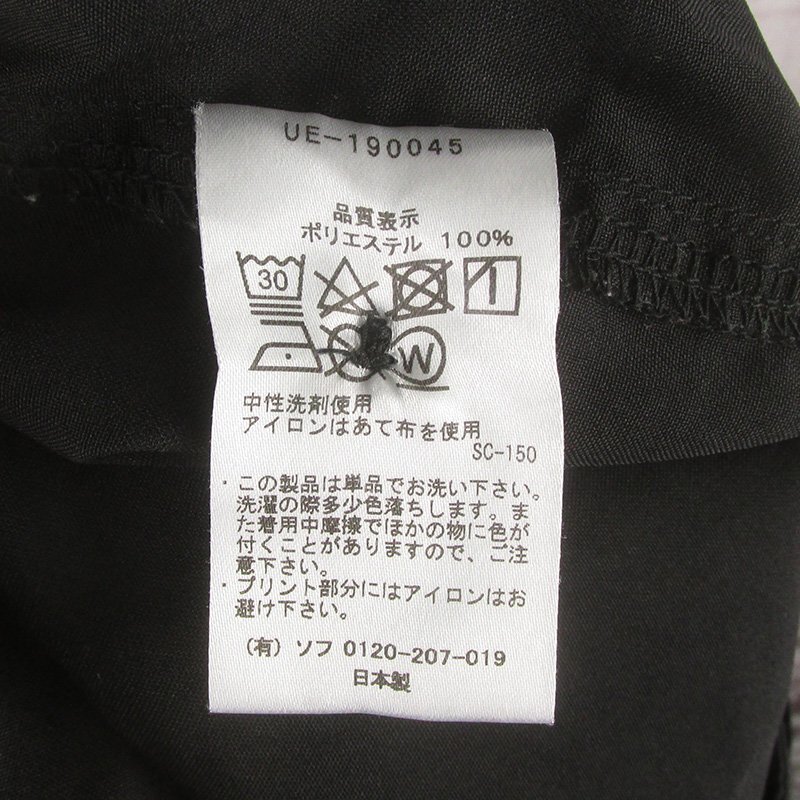 UE-190045
品質表示
ポリエステル 100%
30
W
中性洗剤使用
アイロンはあて布を使用
SC-150
・この製品は単品でお洗い下さい。
洗濯の際多少色落ちします。ま
た着用中摩擦でほかの物に色が
付くことがありますので、ご注
意下さい。
・プリント部分にはアイロンはお
避け下さい。
(有) ソフ 0120-207-019
日本製